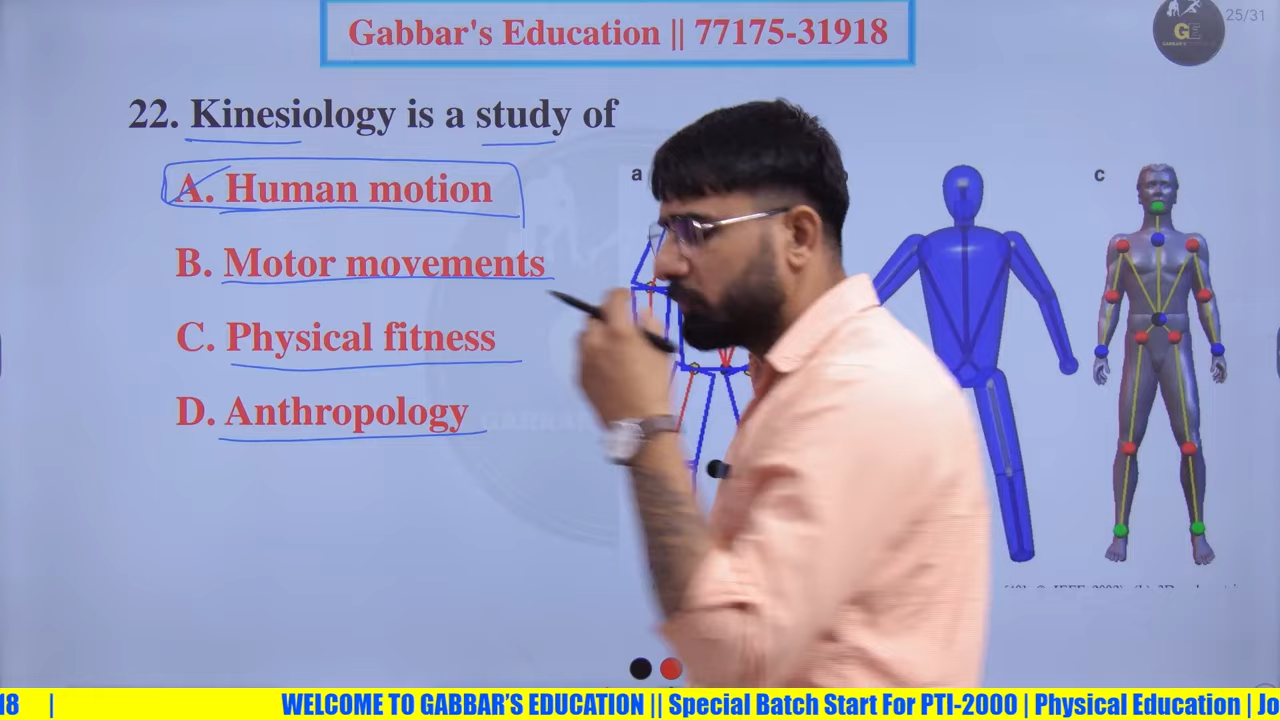 Gabbar's Education || 77175-31918
GE
25/31
22. Kinesiology is a study of
A. Human motion
B. Motor movements
C. Physical fitness
D. Anthropology
a
c
18 | WELCOME TO GABBAR'S EDUCATION || Special Batch Start For PTI-2000 | Physical Education | Jo